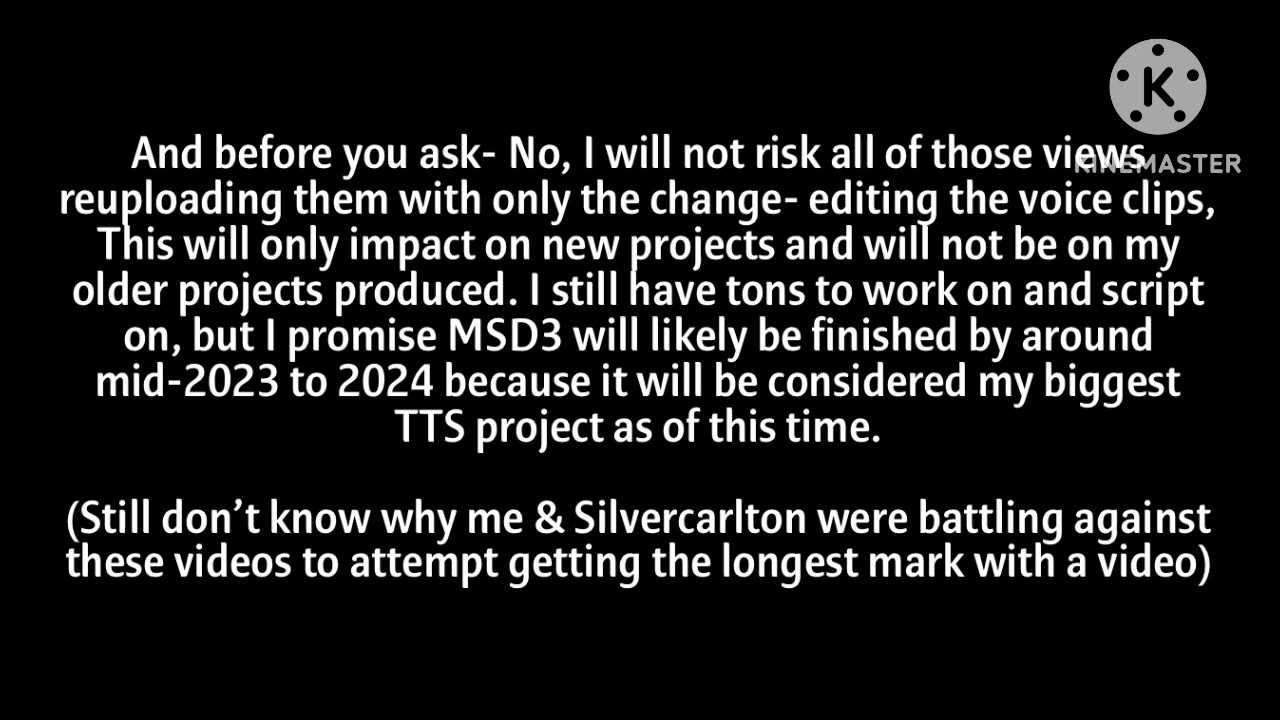 K
KINEMASTER
And before you ask- No, I will not risk all of those views
reuploading them with only the change- editing the voice clips,
This will only impact on new projects and will not be on my
older projects produced. I still have tons to work on and script
on, but I promise MSD3 will likely be finished by around
mid-2023 to 2024 because it will be considered my biggest
TTS project as of this time.
(Still don’t know why me & Silvercarlton were battling against
these videos to attempt getting the longest mark with a video)